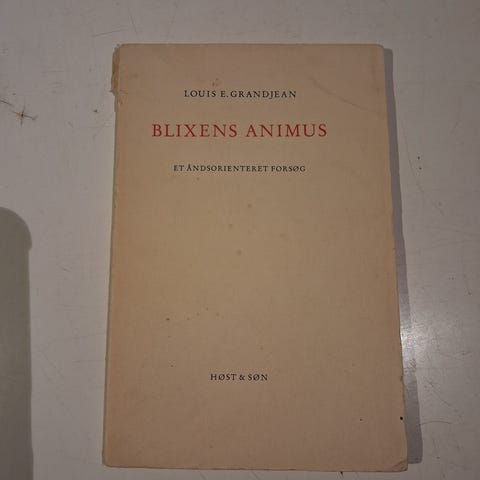 LOUIS E. GRANDJEAN
BLIXENS ANIMUS
ET ÅNDSORIENTERET FORSØG
HØST & SØN